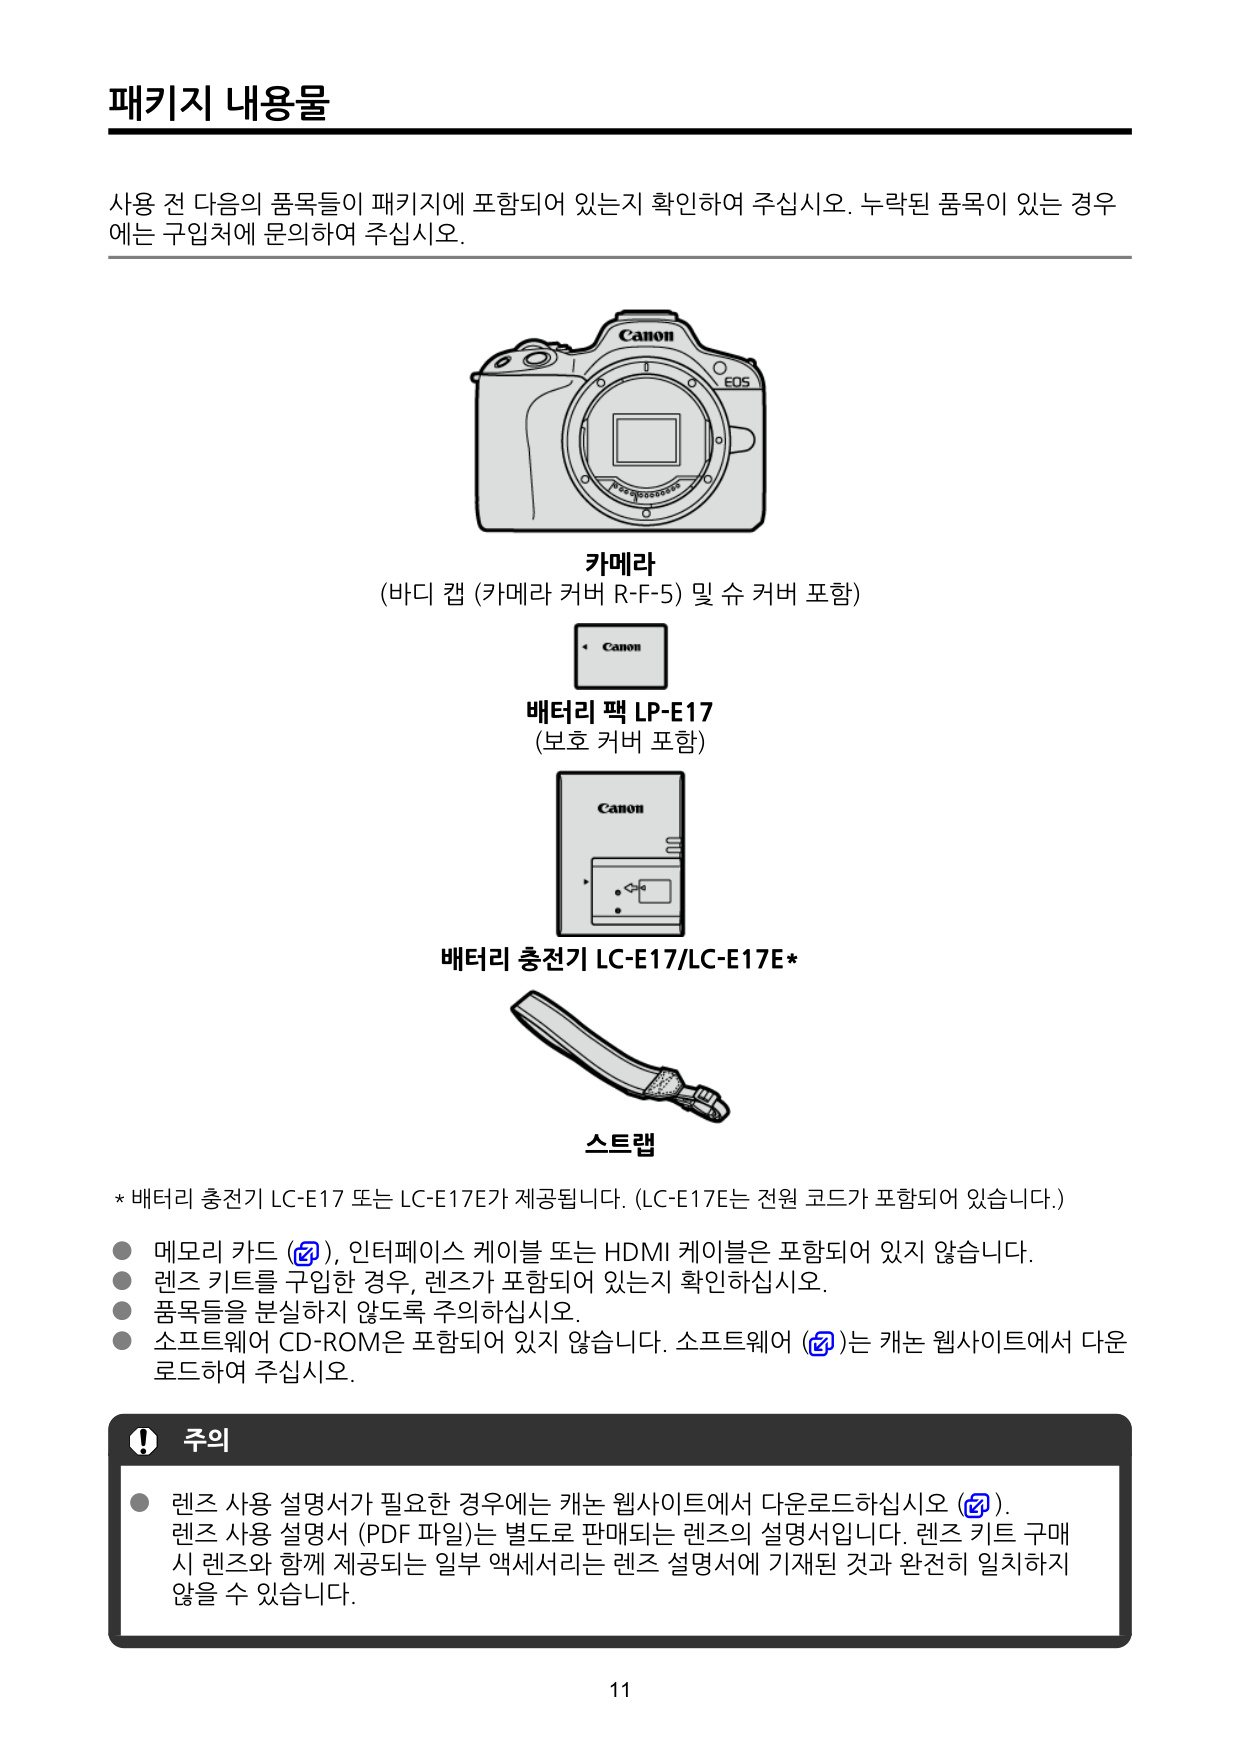 패키지 내용물
사용 전 다음의 품목들이 패키지에 포함되어 있는지 확인하여 주십시오. 누락된 품목이 있는 경우
에는 구입처에 문의하여 주십시오.
Canon
EOS
카메라
(바디 캡 (카메라 커버 R-F-5) 및 슈 커버 포함)
Canon
배터리 팩 LP-E17
(보호 커버 포함)
Canon
배터리 충전기 LC-E17/LC-E17E*
스트랩
* 배터리 충전기 LC-E17 또는 LC-E17E가 제공됩니다. (LC-E17E는 전원 코드가 포함되어 있습니다.)
● 메모리 카드 ( ), 인터페이스 케이블 또는 HDMI 케이블은 포함되어 있지 않습니다.
● 렌즈 키트를 구입한 경우, 렌즈가 포함되어 있는지 확인하십시오.
● 품목들을 분실하지 않도록 주의하십시오.
● 소프트웨어 CD-ROM은 포함되어 있지 않습니다. 소프트웨어 ( )는 캐논 웹사이트에서 다운
로드하여 주십시오.
주의
● 렌즈 사용 설명서가 필요한 경우에는 캐논 웹사이트에서 다운로드하십시오 ( ).
렌즈 사용 설명서 (PDF 파일)는 별도로 판매되는 렌즈의 설명서입니다. 렌즈 키트 구매
시 렌즈와 함께 제공되는 일부 액세서리는 렌즈 설명서에 기재된 것과 완전히 일치하지
않을 수 있습니다.
11